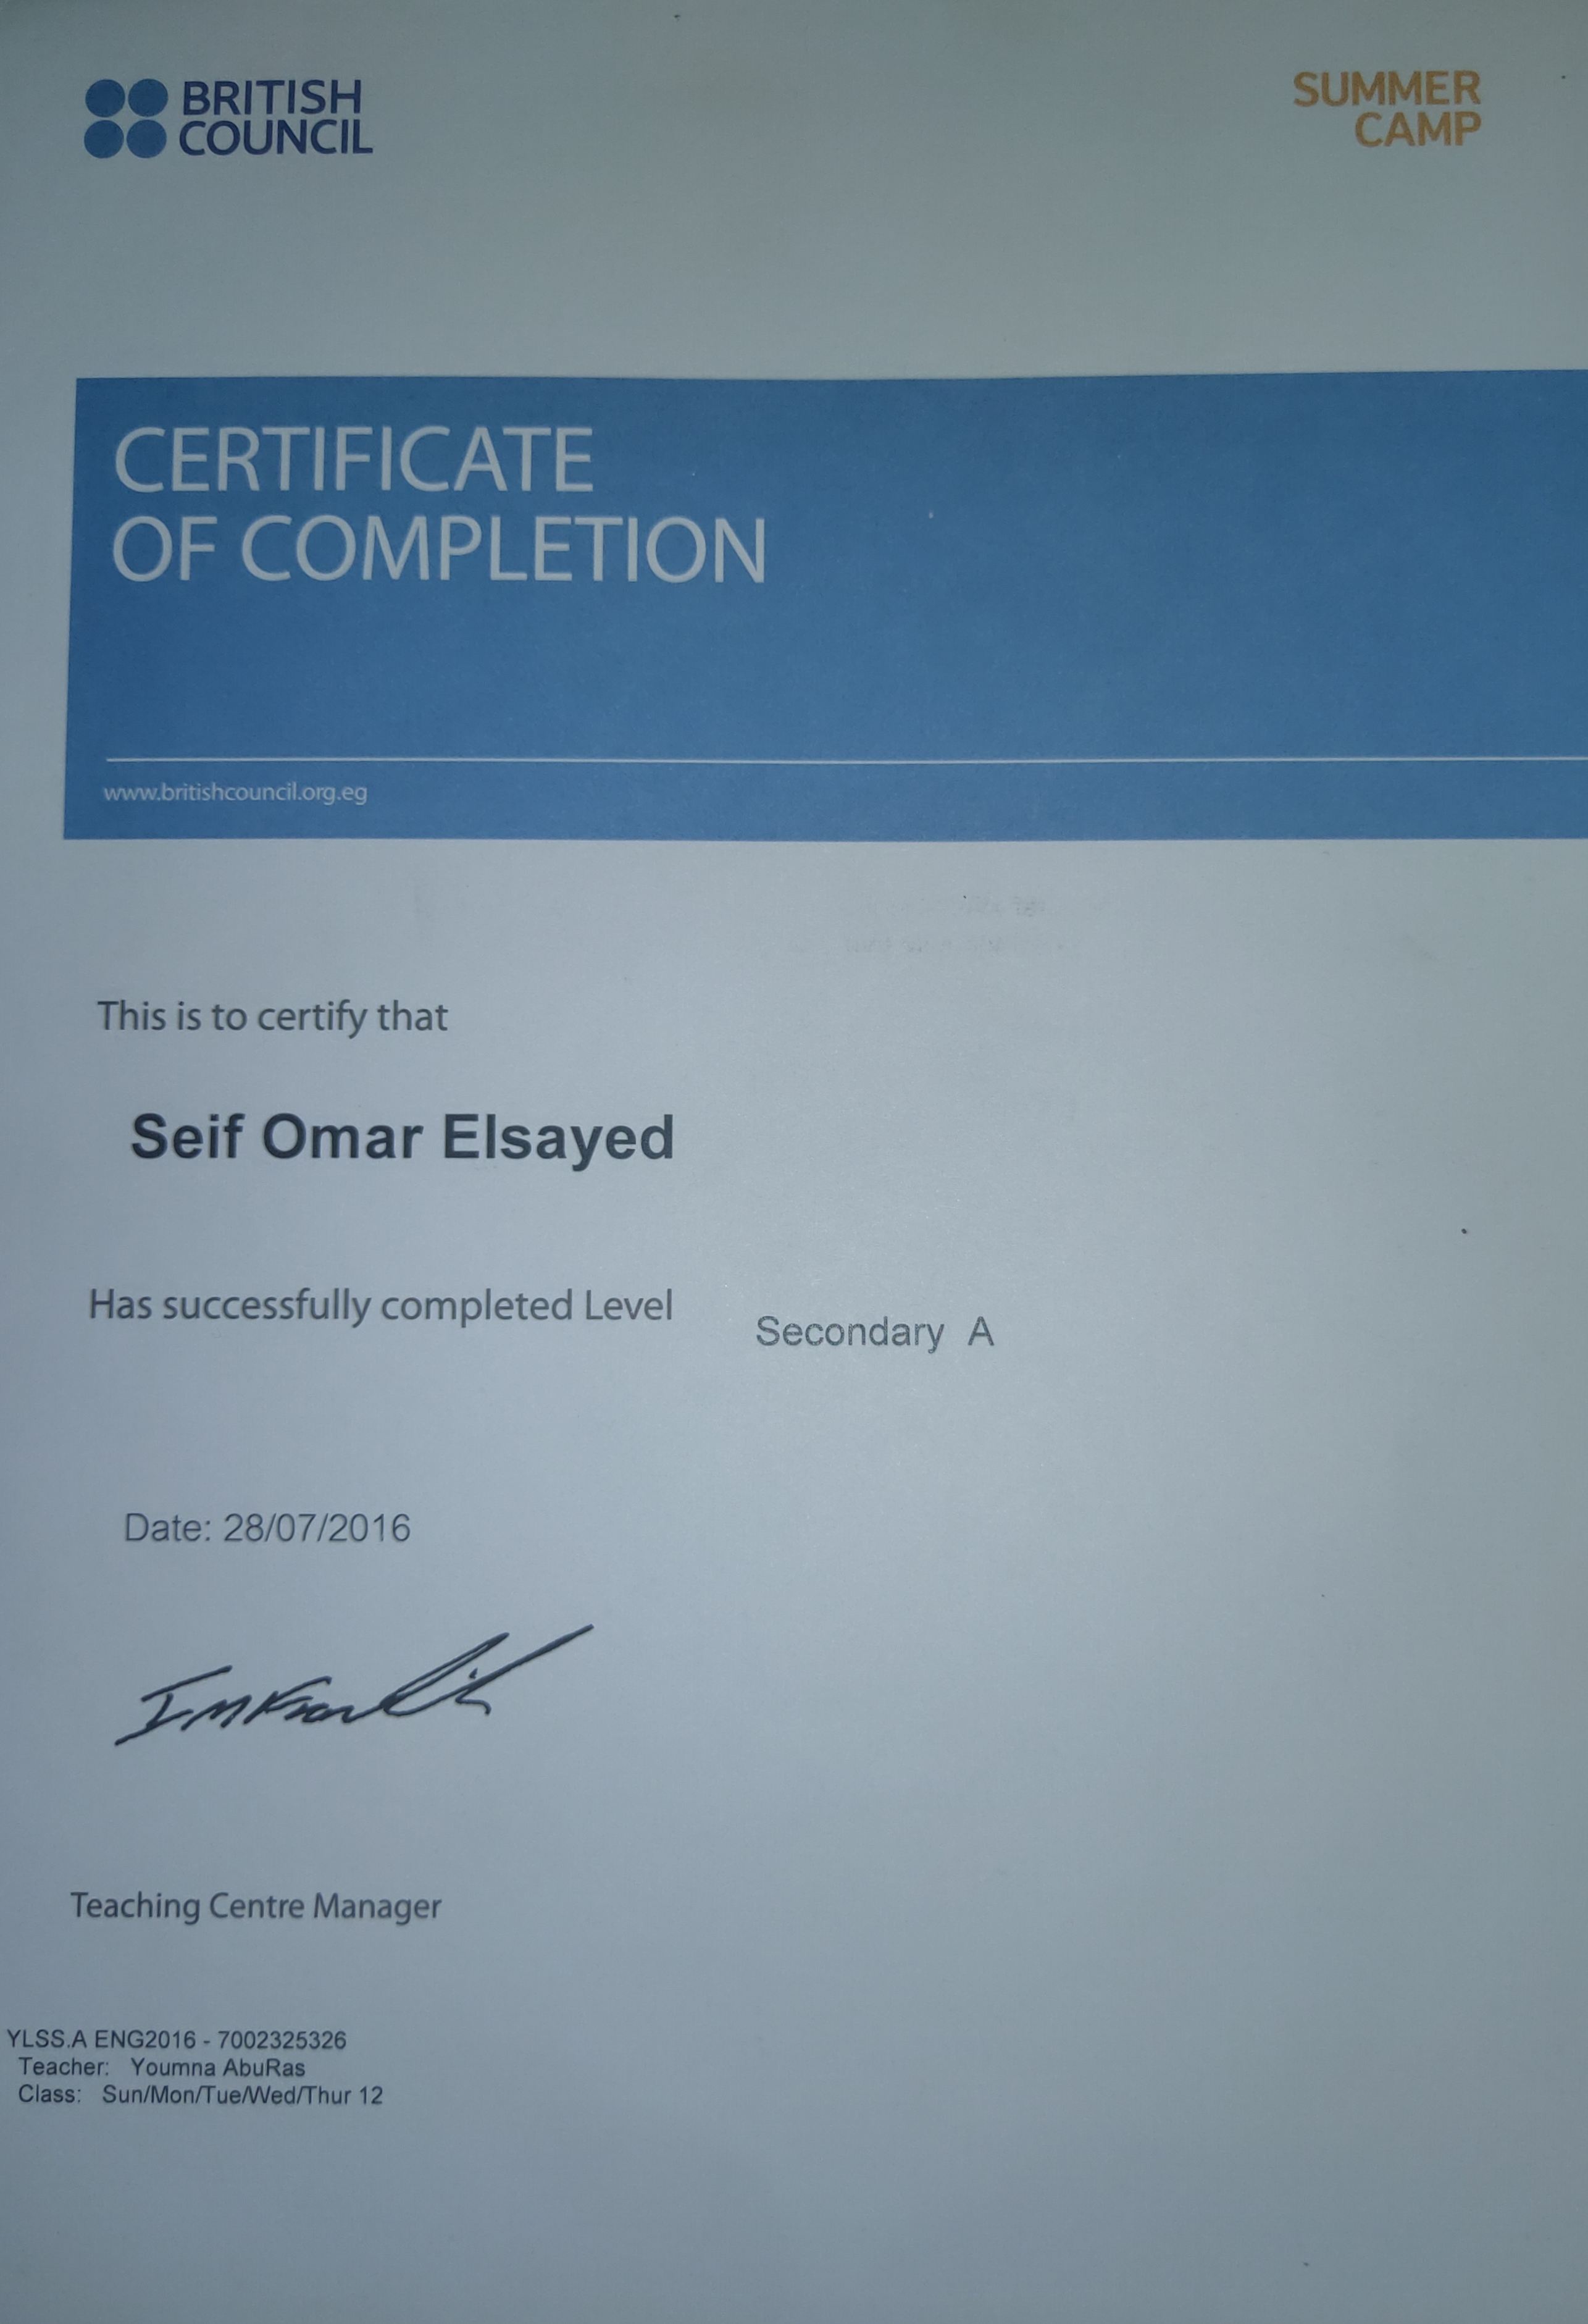 BRITISH
COUNCIL
SUMMER
CAMP
CERTIFICATE
OF COMPLETION
www.britishcouncil.org.eg
This is to certify that
Seif Omar Elsayed
Has successfully completed Level
Secondary A
Date: 28/07/2016
Teaching Centre Manager
YLSS.A ENG2016 - 7002325326
Teacher: Youmna AbuRas
Class: Sun/Mon/Tue/Wed/Thur 12